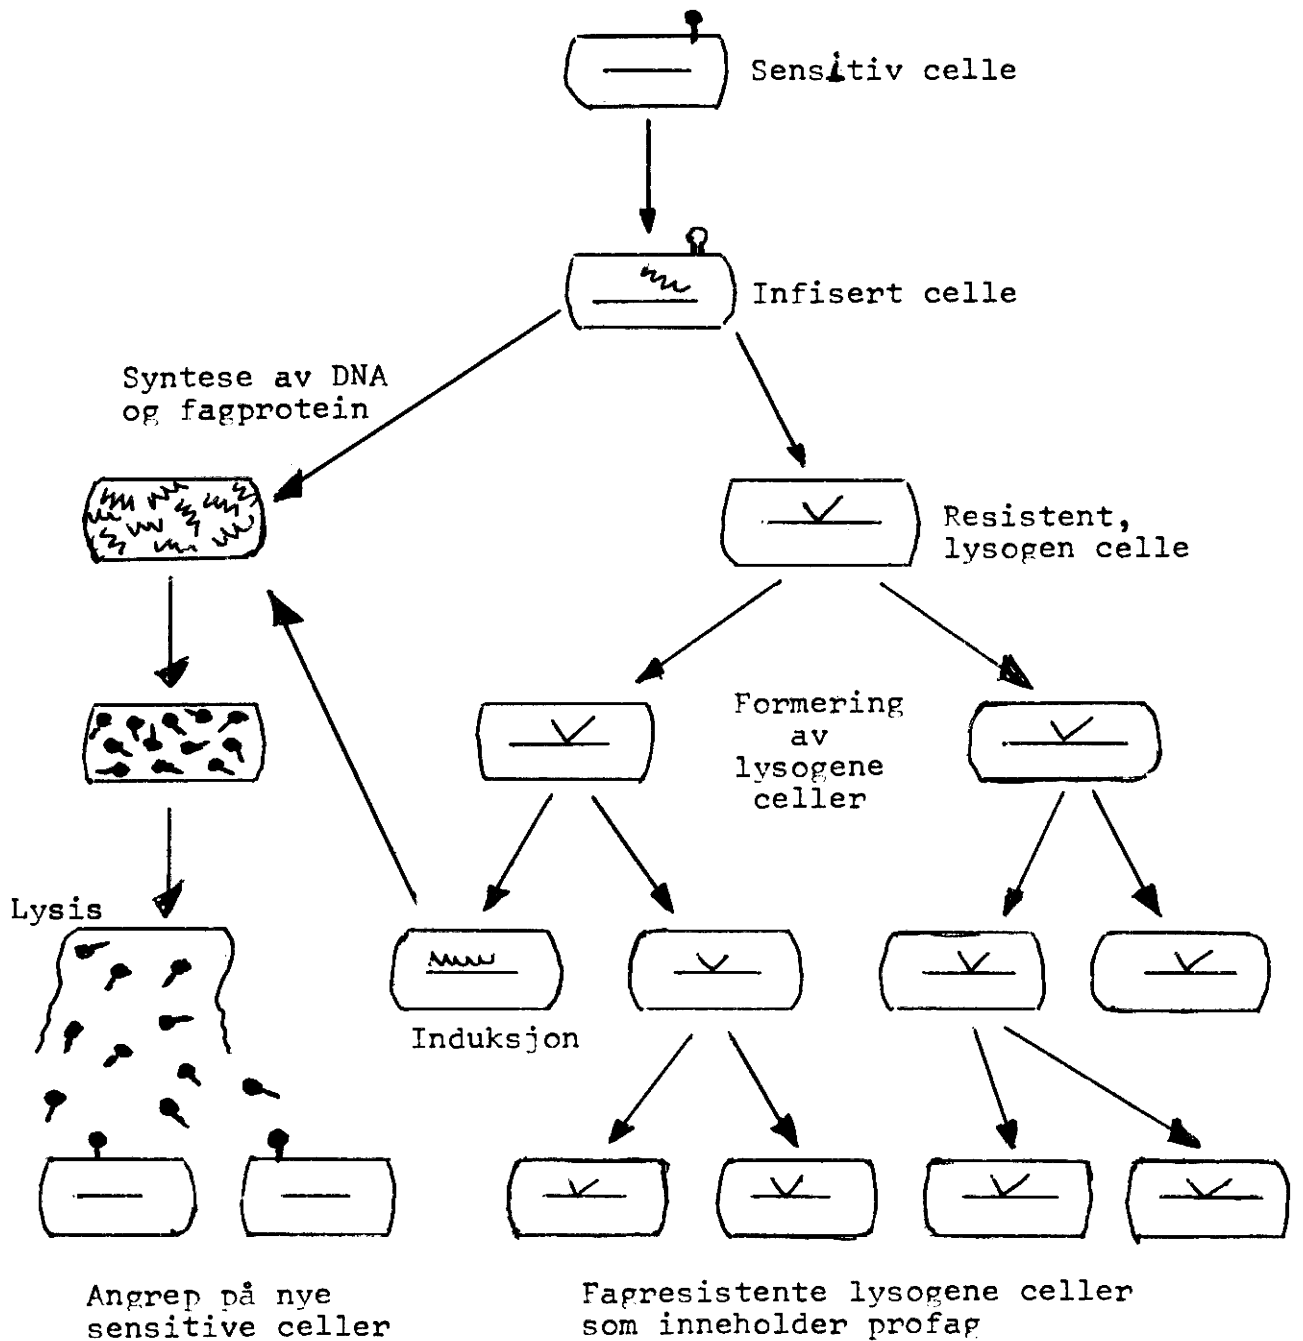 Sensitiv celle
Infisert celle
Syntese av DNA
og fagprotein
Resistent,
lysogen celle
Formering
av
lysogene
celler
Lysis
Induksjon
Angrep på nye
sensitive celler
Fagresistente lysogene celler
som inneholder profag